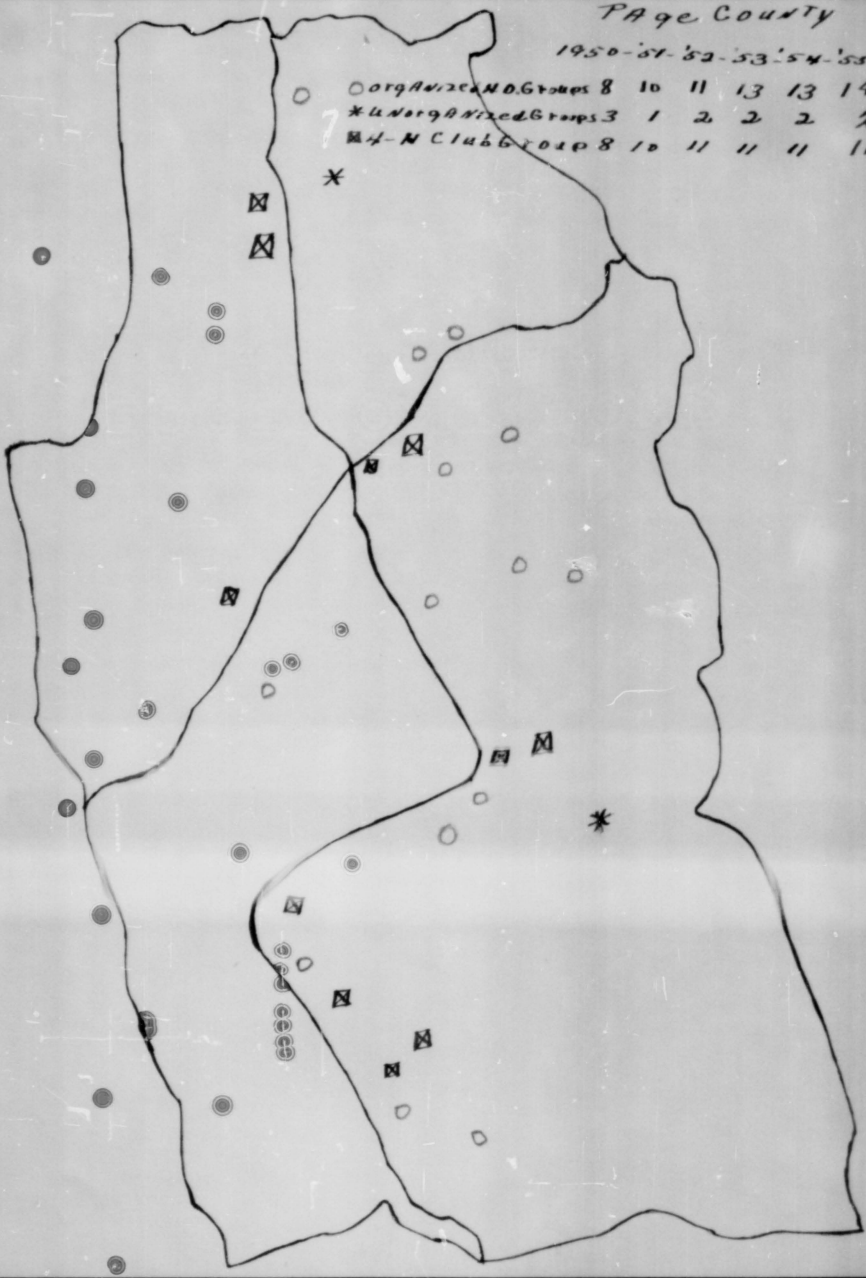 PAge County
1950-'51-'52-'53-'54-'55
O orgAnized H.D. Groups 8 10 11 13 13 14
* UNorgANized Groups 3 1 2 2 2
⊠ 4-H Club Group 8 10 11 11 11